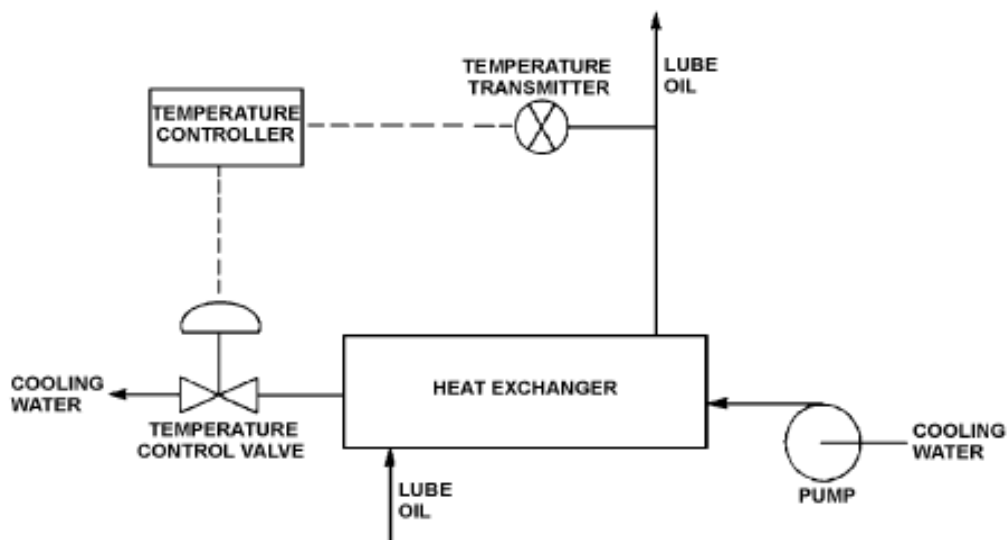 TEMPERATURE
TRANSMITTER
LUBE
OIL
TEMPERATURE
CONTROLLER
HEAT EXCHANGER
COOLING
WATER
TEMPERATURE
CONTROL VALVE
COOLING
WATER
PUMP
LUBE
OIL